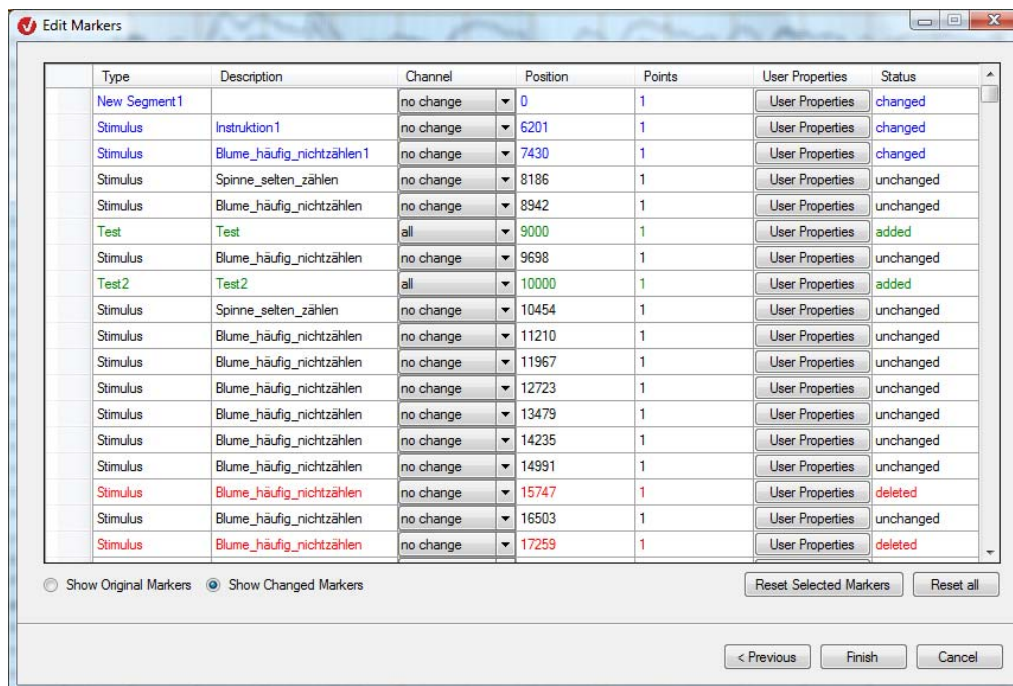 Edit Markers
Type Description Channel Position Points User Properties Status
New Segment1 no change 0 1 User Properties changed
Stimulus Instruktion1 no change 6201 1 User Properties changed
Stimulus Blume_häufig_nichtzählen1 no change 7430 1 User Properties changed
Stimulus Spinne_selten_zählen no change 8186 1 User Properties unchanged
Stimulus Blume_häufig_nichtzählen no change 8942 1 User Properties unchanged
Test Test all 9000 1 User Properties added
Stimulus Blume_häufig_nichtzählen no change 9698 1 User Properties unchanged
Test2 Test2 all 10000 1 User Properties added
Stimulus Spinne_selten_zählen no change 10454 1 User Properties unchanged
Stimulus Blume_häufig_nichtzählen no change 11210 1 User Properties unchanged
Stimulus Blume_häufig_nichtzählen no change 11967 1 User Properties unchanged
Stimulus Blume_häufig_nichtzählen no change 12723 1 User Properties unchanged
Stimulus Blume_häufig_nichtzählen no change 13479 1 User Properties unchanged
Stimulus Blume_häufig_nichtzählen no change 14235 1 User Properties unchanged
Stimulus Blume_häufig_nichtzählen no change 14991 1 User Properties unchanged
Stimulus Blume_häufig_nichtzählen no change 15747 1 User Properties deleted
Stimulus Blume_häufig_nichtzählen no change 16503 1 User Properties unchanged
Stimulus Blume_häufig_nichtzählen no change 17259 1 User Properties deleted
Show Original Markers Show Changed Markers Reset Selected Markers Reset all
< Previous Finish Cancel